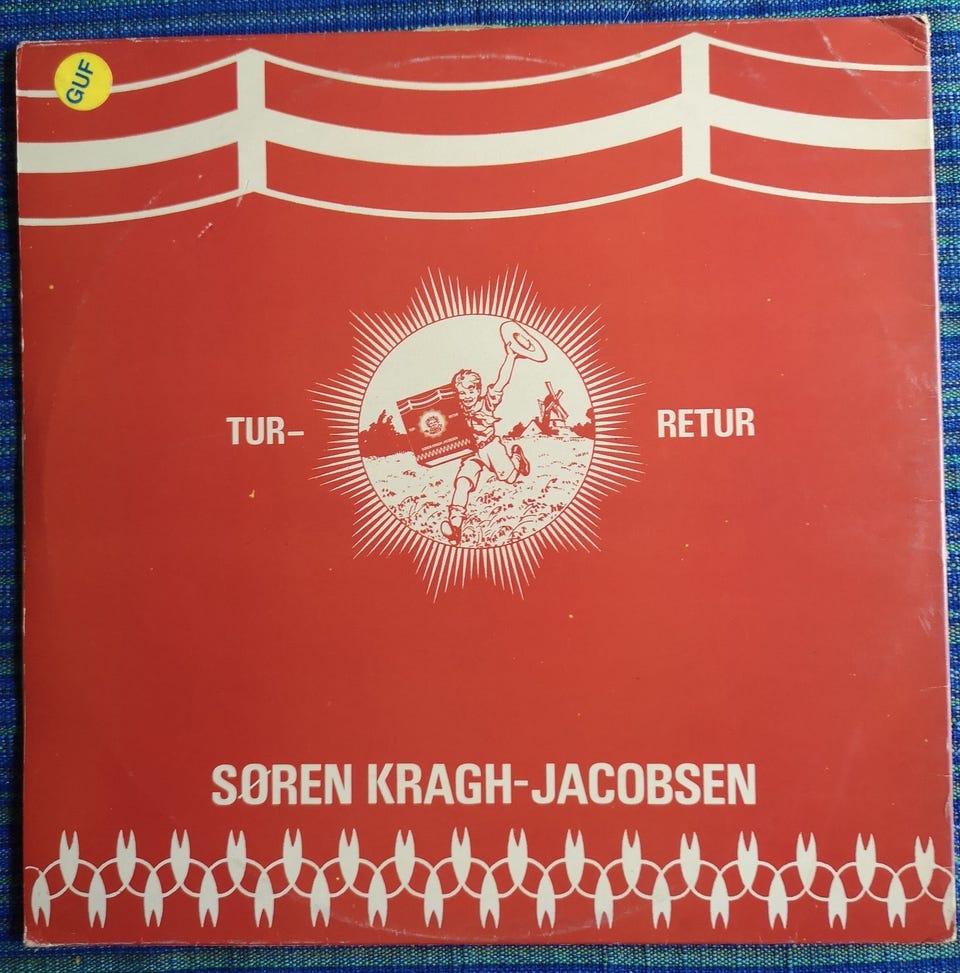 GUF
TUR- RETUR
SØREN KRAGH-JACOBSEN